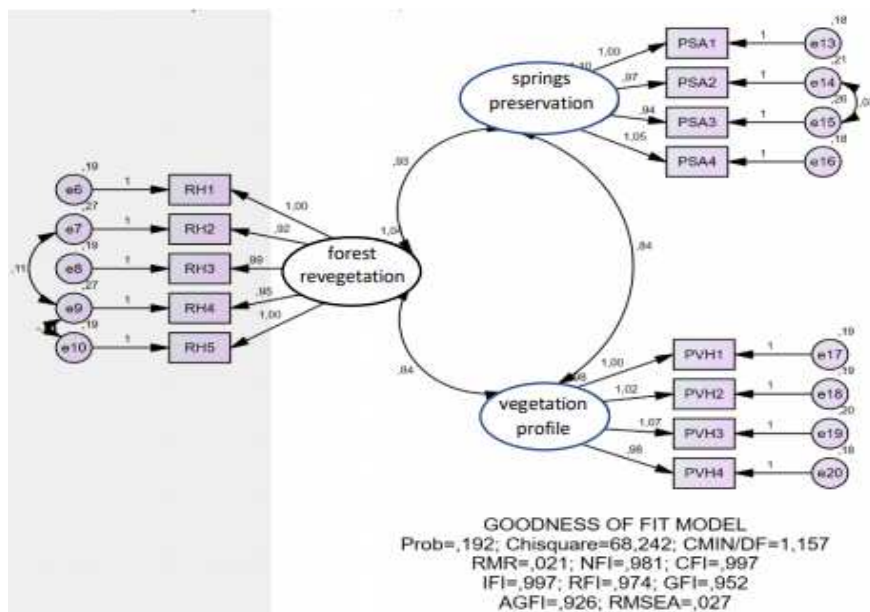 ,18
1,00 PSA1 1 e13
,21
springs preservation ,97 PSA2 1 e14
,26
,94 PSA3 1 e15
,18
1,05 PSA4 1 e16
,93
,84
,19
e6 1 RH1 1,00
,27
e7 1 RH2 ,92
,19
e8 1 RH3 ,99
,27
e9 1 RH4 ,95
,19
e10 1 RH5 1,00
,11
forest
revegetation
,84
,19
1,00 PVH1 1 e17
,19
1,02 PVH2 1 e18
,20
vegetation
profile
1,07 PVH3 1 e19
,18
,98 PVH4 1 e20
GOODNESS OF FIT MODEL
Prob=,192; Chisquare=68,242; CMIN/DF=1,157
RMR=,021; NFI=,981; CFI=,997
IFI=,997; RFI=,974; GFI=,952
AGFI=,926; RMSEA=,027